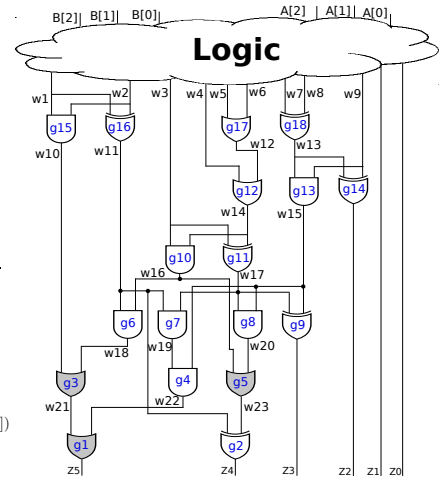 B[2] B[1] B[0] A[2] A[1] A[0]
Logic
w1 w2 w3 w4 w5 w6 w7 w8 w9
g15 g16 g17 g18
w10 w11 w12 w13
g12 g13 g14
w14 w15
g10 g11
w16 w17
g6 g7 g8 g9
w18 w19 w20
g3 g4 g5
w21 w22 w23
])
g1 g2
Z5 Z4 Z3 Z2 Z1 Z0